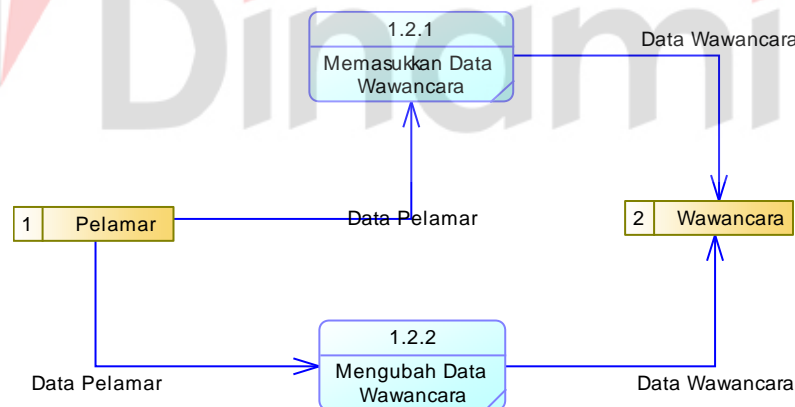 Dinami
1.2.1
Memasukkan Data
Wawancara
Data Wawancara
1 Pelamar
Data Pelamar
2 Wawancara
1.2.2
Mengubah Data
Wawancara
Data Pelamar
Data Wawancara